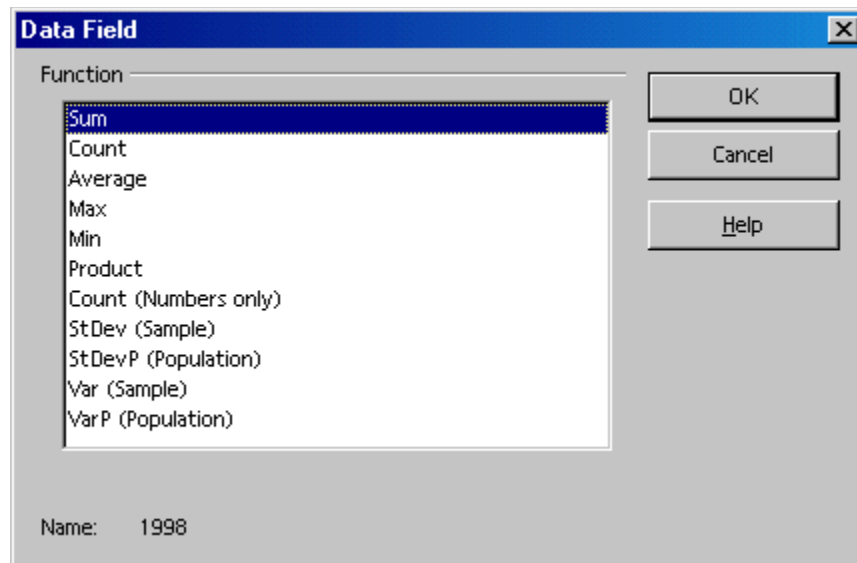 Data Field
Function
Sum
Count
Average
Max
Min
Product
Count (Numbers only)
StDev (Sample)
StDevP (Population)
Var (Sample)
VarP (Population)
OK
Cancel
Help
Name: 1998